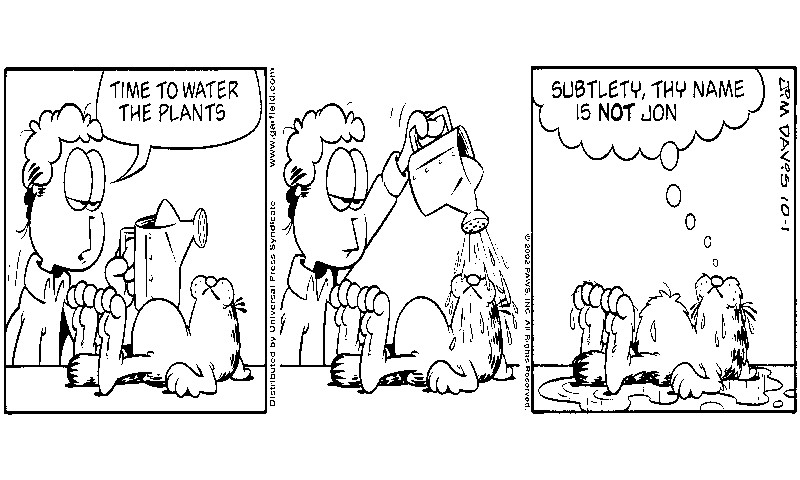 TIME TO WATER
THE PLANTS
www.garfield.com
Distributed by Universal Press Syndicate
© 2002 PAWS, INC. All Rights Reserved.
SUBTLETY, THY NAME
IS NOT JON
JPM DAVIS 10-1